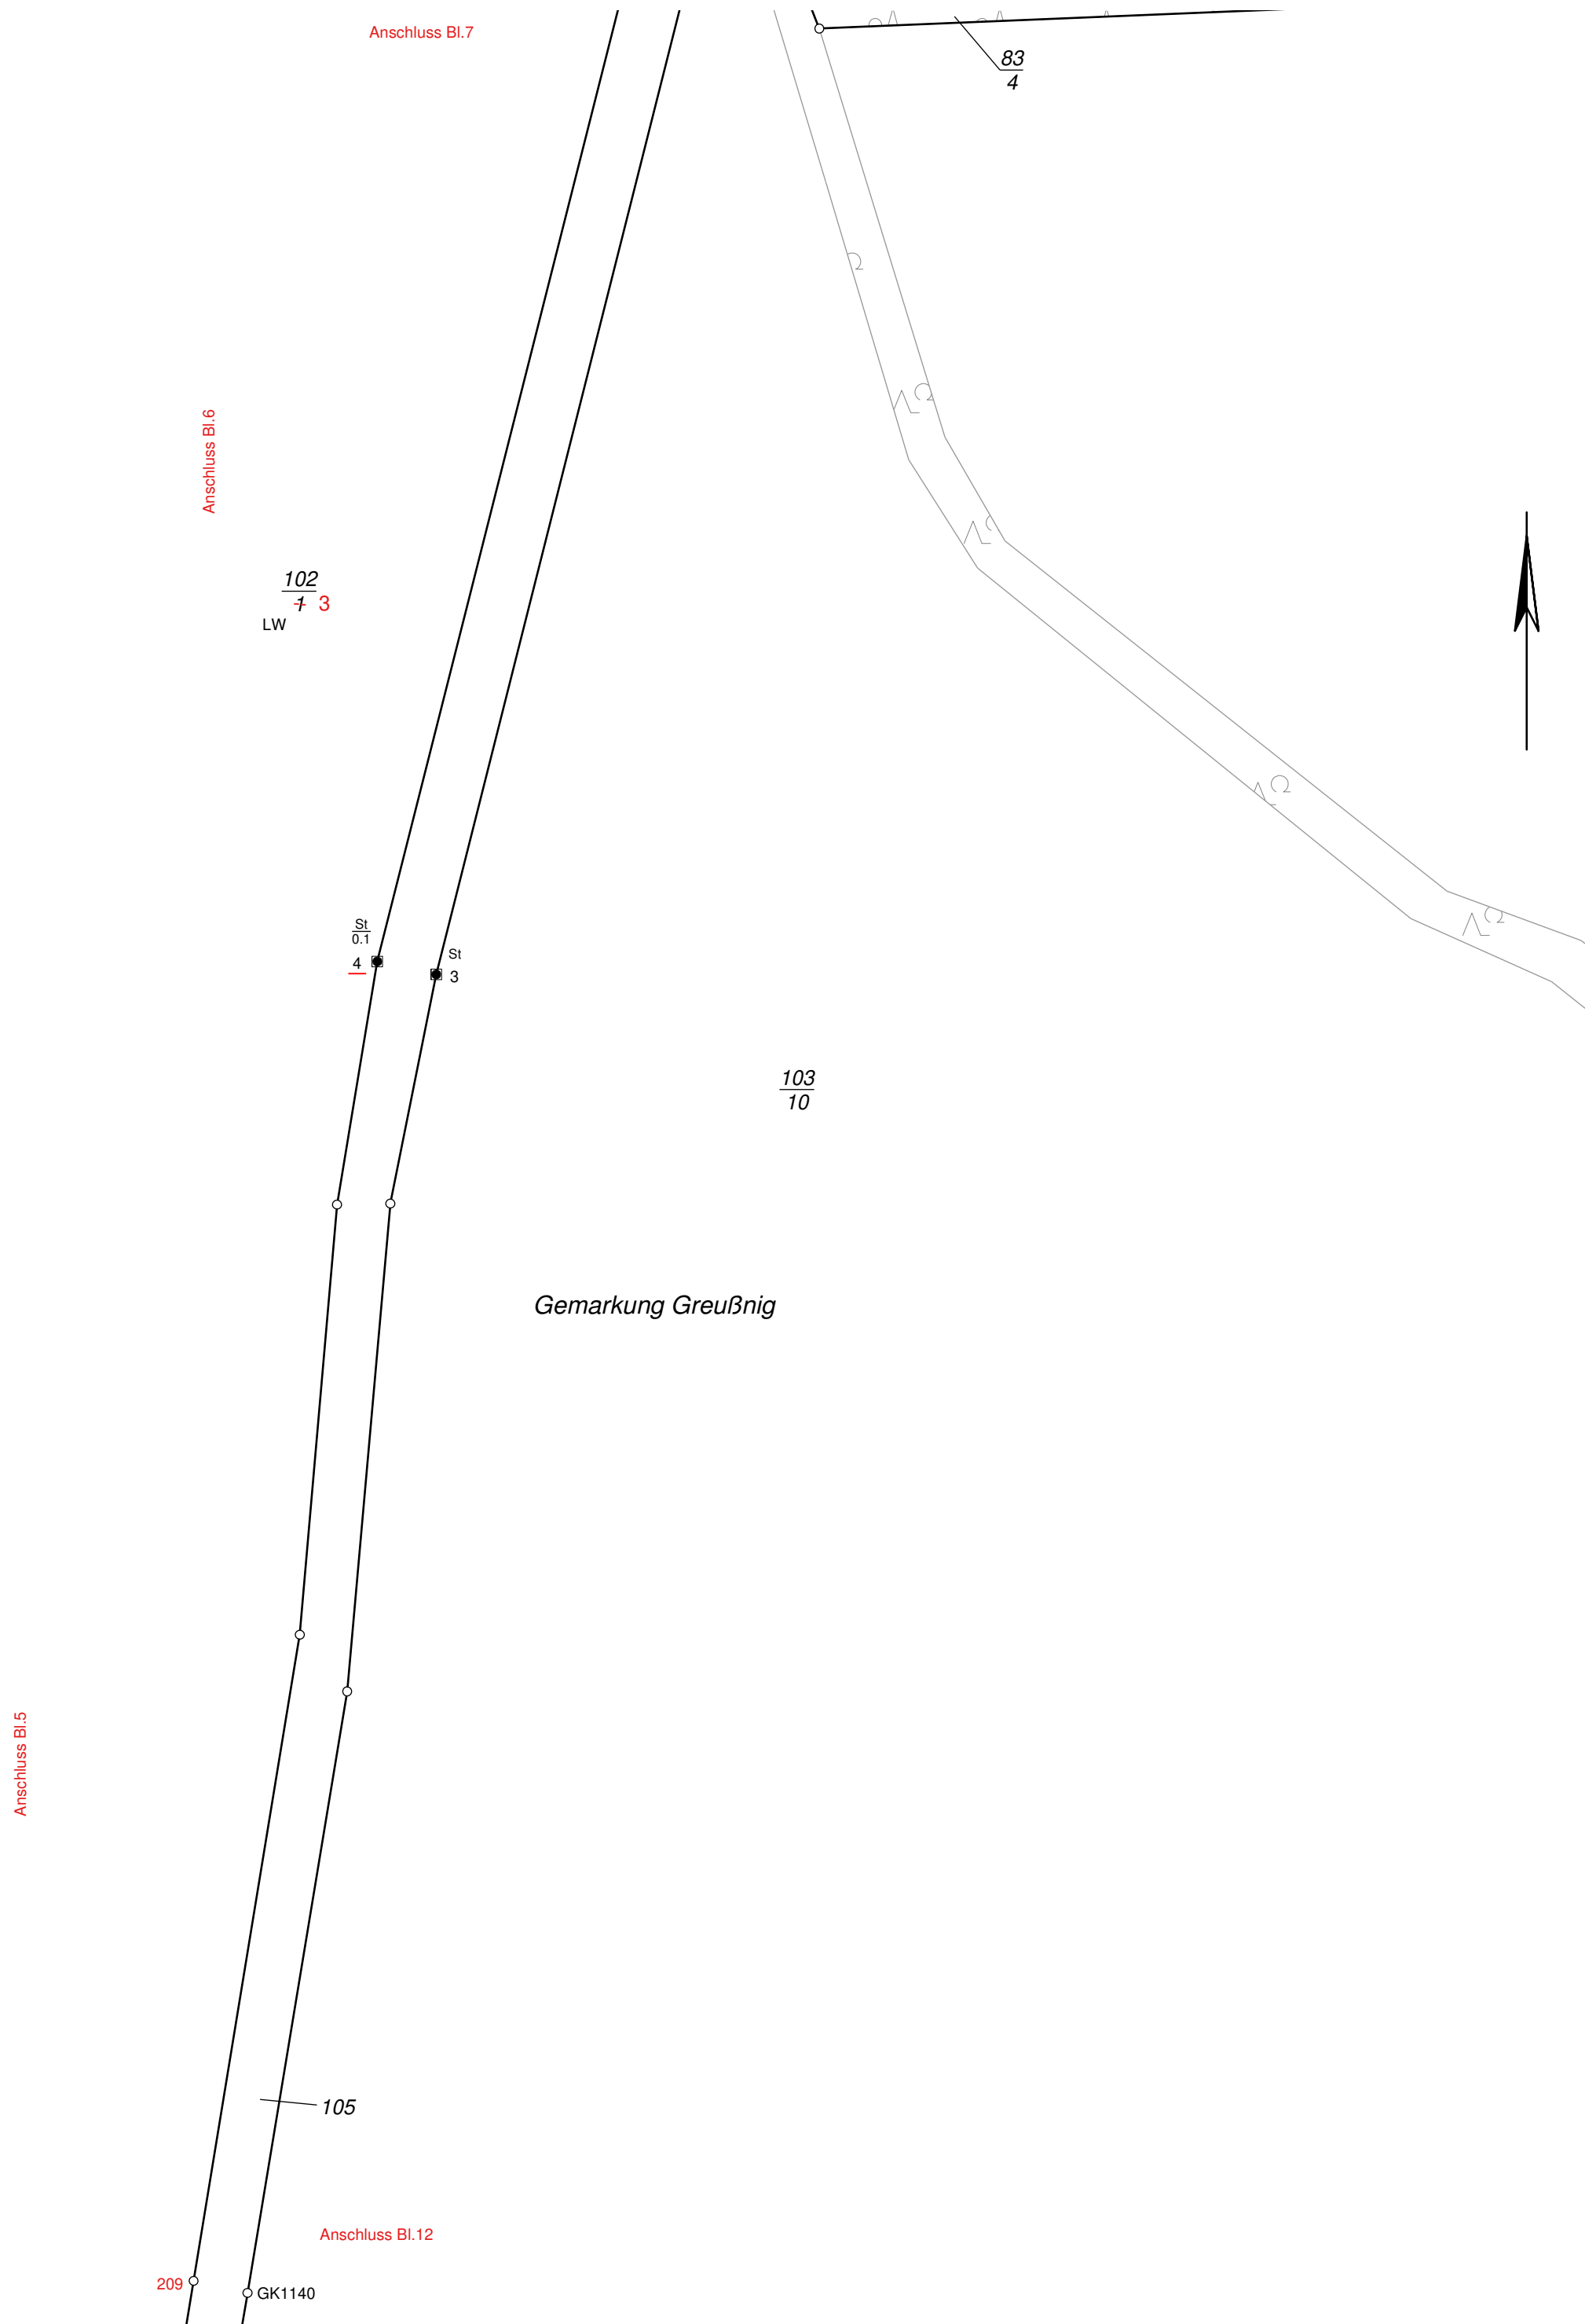 Anschluss Bl.7
83
4
Anschluss Bl.6
102
1 3
LW
St
0.1
4
St
3
103
10
Gemarkung Greußnig
Anschluss Bl.5
105
Anschluss Bl.12
209
GK1140